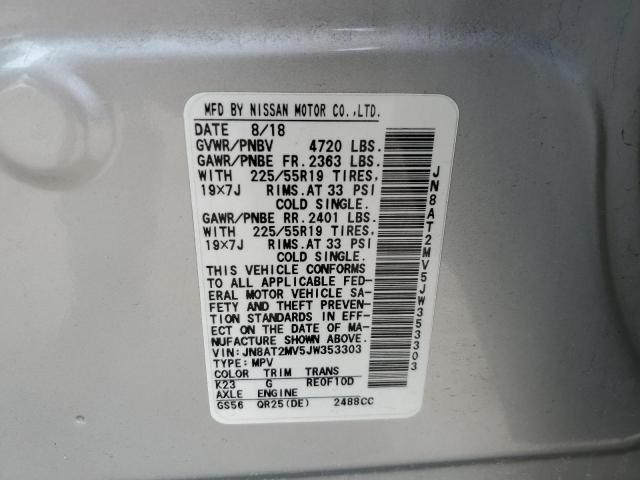 MFD BY NISSAN MOTOR CO.,LTD.
DATE 8/18
GVWR/PNBV 4720 LBS.
GAWR/PNBE FR. 2363 LBS.
WITH 225/55R19 TIRES,
19×7J RIMS.AT 33 PSI
COLD SINGLE.
GAWR/PNBE RR. 2401 LBS.
WITH 225/55R19 TIRES,
19×7J RIMS.AT 33 PSI
COLD SINGLE.
THIS VEHICLE CONFORMS
TO ALL APPLICABLE FED-
ERAL MOTOR VEHICLE SA-
FETY AND THEFT PREVEN-
TION STANDARDS IN EFF-
ECT ON THE DATE OF MA-
NUFACTURE SHOWN ABOVE.
VIN: JN8AT2MV5JW353303
TYPE: MPV
COLOR TRIM TRANS
K23 G RE0F10D
AXLE ENGINE
GS56 QR25(DE) 2488CC
JN8AT2MV5JW353303